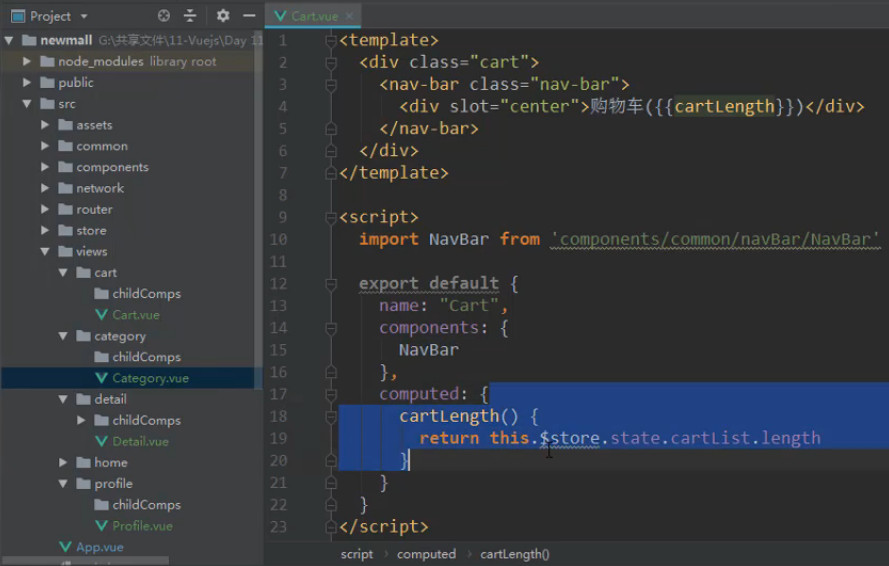 Project
Cart.vue
newmall G:\共享文件\11-Vuejs\Day 11
node_modules library root
public
src
assets
common
components
network
router
store
views
cart
childComps
Cart.vue
category
childComps
Category.vue
detail
childComps
Detail.vue
home
profile
childComps
Profile.vue
App.vue
1 <template>
2 <div class="cart">
3 <nav-bar class="nav-bar">
4 <div slot="center">购物车({{cartLength}})</div>
5 </nav-bar>
6 </div>
7 </template>
8
9 <script>
10 import NavBar from 'components/common/navBar/NavBar'
11
12 export default {
13 name: "Cart",
14 components: {
15 NavBar
16 },
17 computed: {
18 cartLength() {
19 return this.$store.state.cartList.length
20 }
21 }
22 }
23 </script>
script computed cartLength()